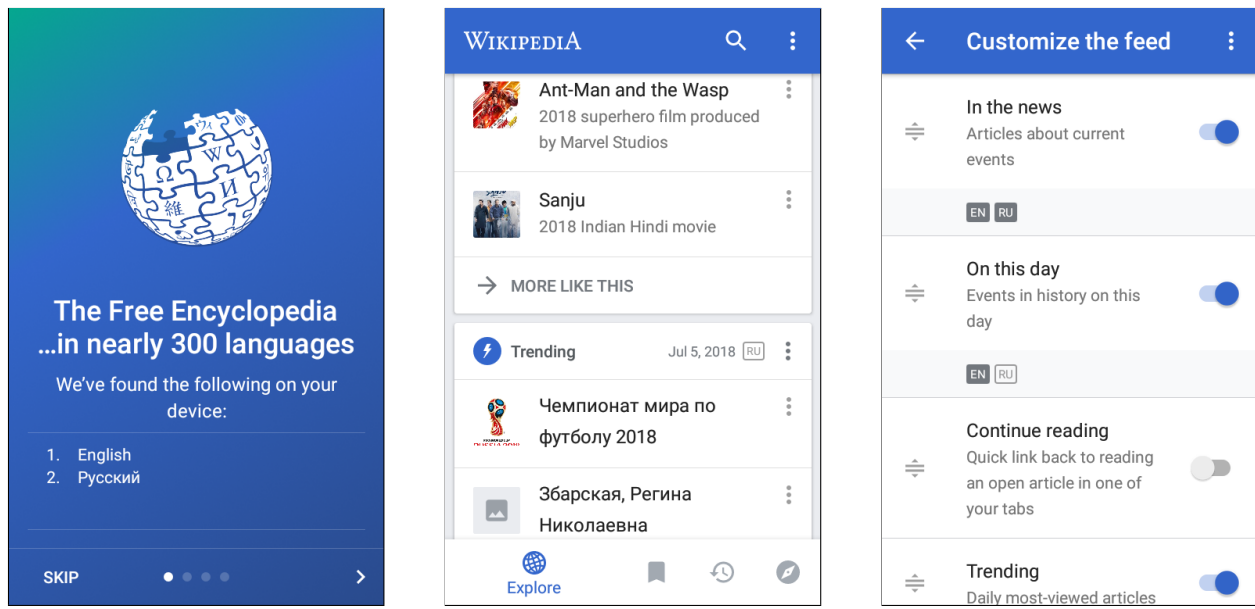 The Free Encyclopedia
...in nearly 300 languages
We've found the following on your
device:
1. English
2. Русский
SKIP
WIKIPEDIA
Ant-Man and the Wasp
2018 superhero film produced
by Marvel Studios
Sanju
2018 Indian Hindi movie
MORE LIKE THIS
Trending
Jul 5, 2018 RU
Чемпионат мира по
футболу 2018
Збарская, Регина
Николаевна
Explore
Customize the feed
In the news
Articles about current
events
EN RU
On this day
Events in history on this
day
EN RU
Continue reading
Quick link back to reading
an open article in one of
your tabs
Trending
Daily most-viewed articles